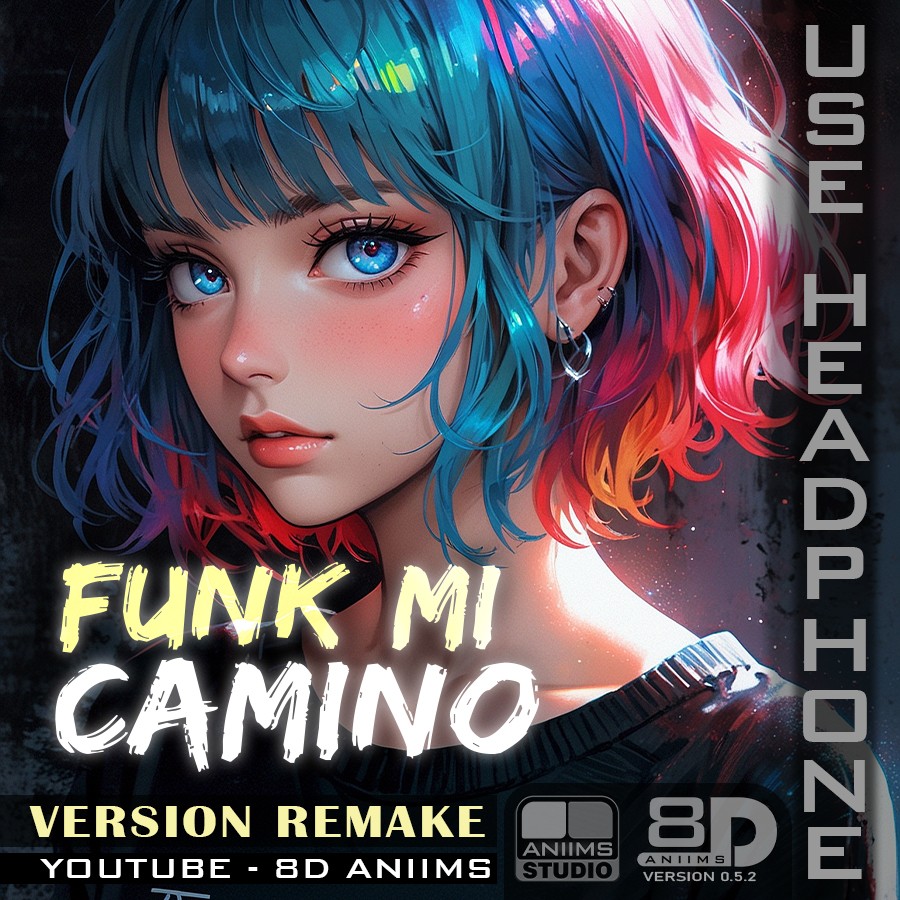 FUNK MI
CAMINO
VERSION REMAKE
YOUTUBE - 8D ANIIMS
ANIIMS
STUDIO
8D
ANIIMS
VERSION 0.5.2
USE HEADPHONE